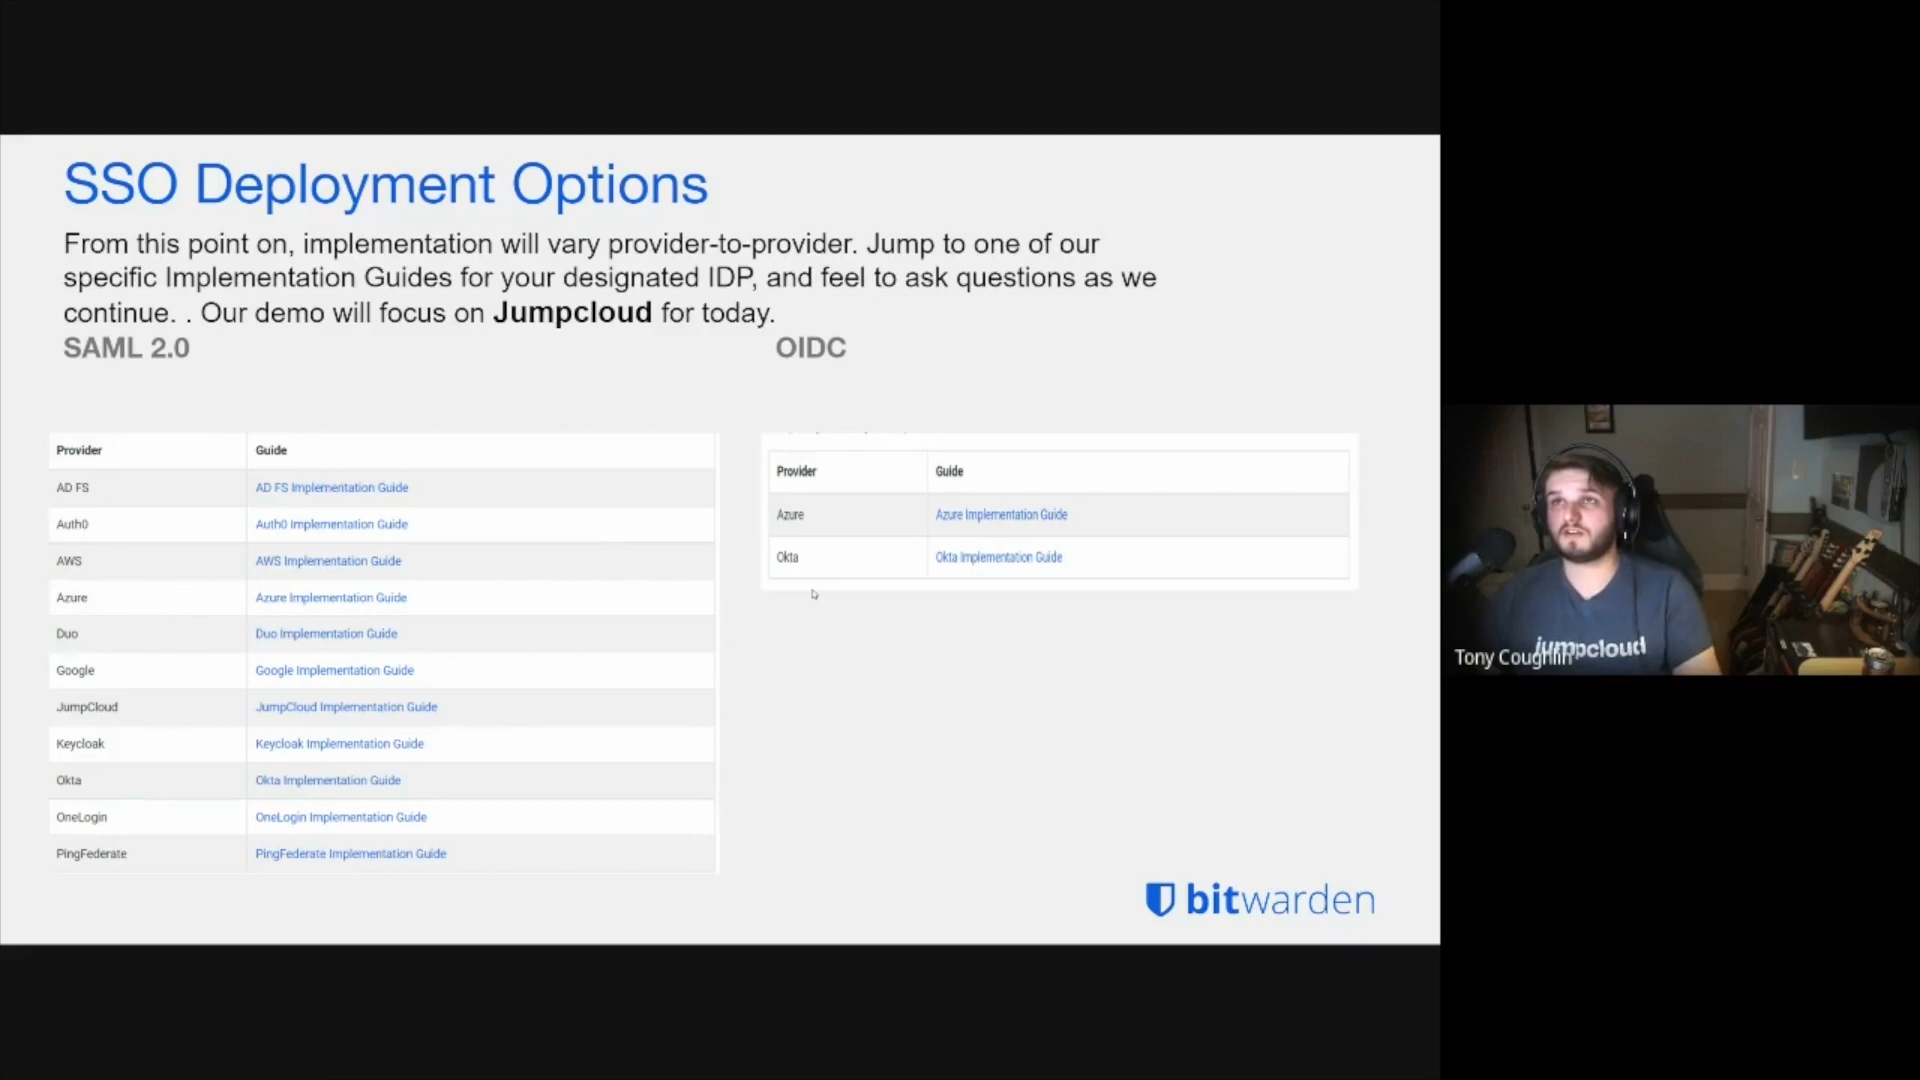 SSO Deployment Options
From this point on, implementation will vary provider-to-provider. Jump to one of our
specific Implementation Guides for your designated IDP, and feel to ask questions as we
continue. . Our demo will focus on Jumpcloud for today.
SAML 2.0
Provider Guide
AD FS AD FS Implementation Guide
Auth0 Auth0 Implementation Guide
AWS AWS Implementation Guide
Azure Azure Implementation Guide
Duo Duo Implementation Guide
Google Google Implementation Guide
JumpCloud JumpCloud Implementation Guide
Keycloak Keycloak Implementation Guide
Okta Okta Implementation Guide
OneLogin OneLogin Implementation Guide
PingFederate PingFederate Implementation Guide
OIDC
Provider Guide
Azure Azure Implementation Guide
Okta Okta Implementation Guide
bitwarden
jumpcloud
Tony Coughlin